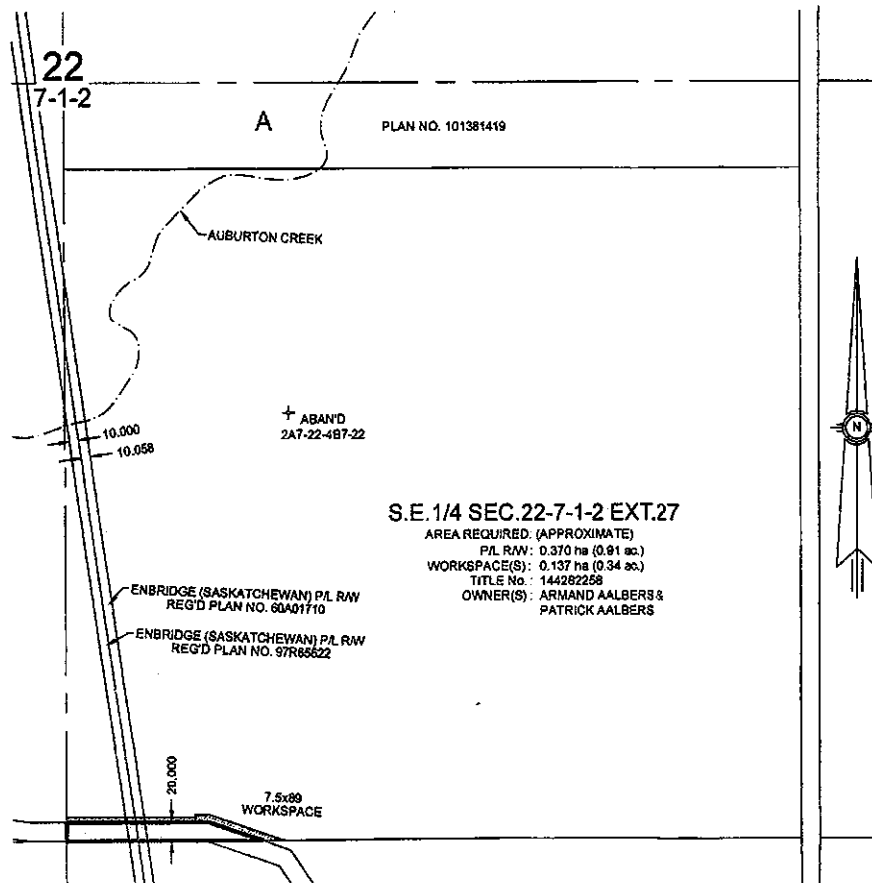 22
7-1-2
A
PLAN NO. 101381419
AUBURTON CREEK
N
10.000
10.058
ABAN'D
2A7-22-4B7-22
S.E.1/4 SEC.22-7-1-2 EXT.27
AREA REQUIRED: (APPROXIMATE)
P/L R/W: 0.370 ha (0.91 ac.)
WORKSPACE(S): 0.137 ha (0.34 ac.)
TITLE No.: 144282258
OWNER(S): ARMAND AALBERS &
PATRICK AALBERS
ENBRIDGE (SASKATCHEWAN) P/L R/W
REG'D PLAN NO. 60A01710
ENBRIDGE (SASKATCHEWAN) P/L R/W
REG'D PLAN NO. 97R65622
20.000
7.5x89
WORKSPACE